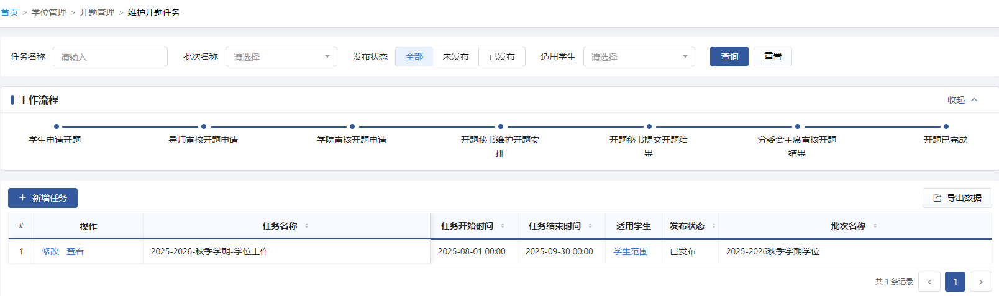 首页 > 学位管理 > 开题管理 > 维护开题任务
任务名称 请输入 批次名称 请选择 发布状态 全部 未发布 已发布 适用学生 请选择 查询 重置
工作流程 收起
学生申请开题 导师审核开题申请 学院审核开题申请 开题秘书维护开题安排 开题秘书提交开题结果 分委会主席审核开题结果 开题已完成
+ 新增任务 导出数据
# 操作 任务名称 任务开始时间 任务结束时间 适用学生 发布状态 批次名称
1 修改 查看 2025-2026-秋季学期-学位工作 2025-08-01 00:00 2025-09-30 00:00 学生范围 已发布 2025-2026秋季学期学位
共 1 条记录 < 1 >